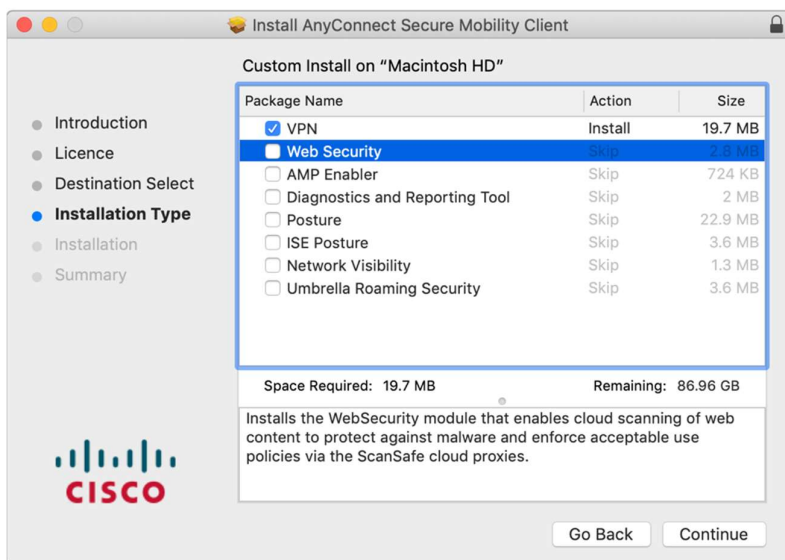 Install AnyConnect Secure Mobility Client
Custom Install on “Macintosh HD”
Introduction
Licence
Destination Select
Installation Type
Installation
Summary
Package Name Action Size
VPN Install 19.7 MB
Web Security Skip 2.8 MB
AMP Enabler Skip 724 KB
Diagnostics and Reporting Tool Skip 2 MB
Posture Skip 22.9 MB
ISE Posture Skip 3.6 MB
Network Visibility Skip 1.3 MB
Umbrella Roaming Security Skip 3.6 MB
Space Required: 19.7 MB Remaining: 86.96 GB
Installs the WebSecurity module that enables cloud scanning of web
content to protect against malware and enforce acceptable use
policies via the ScanSafe cloud proxies.
CISCO
Go Back Continue